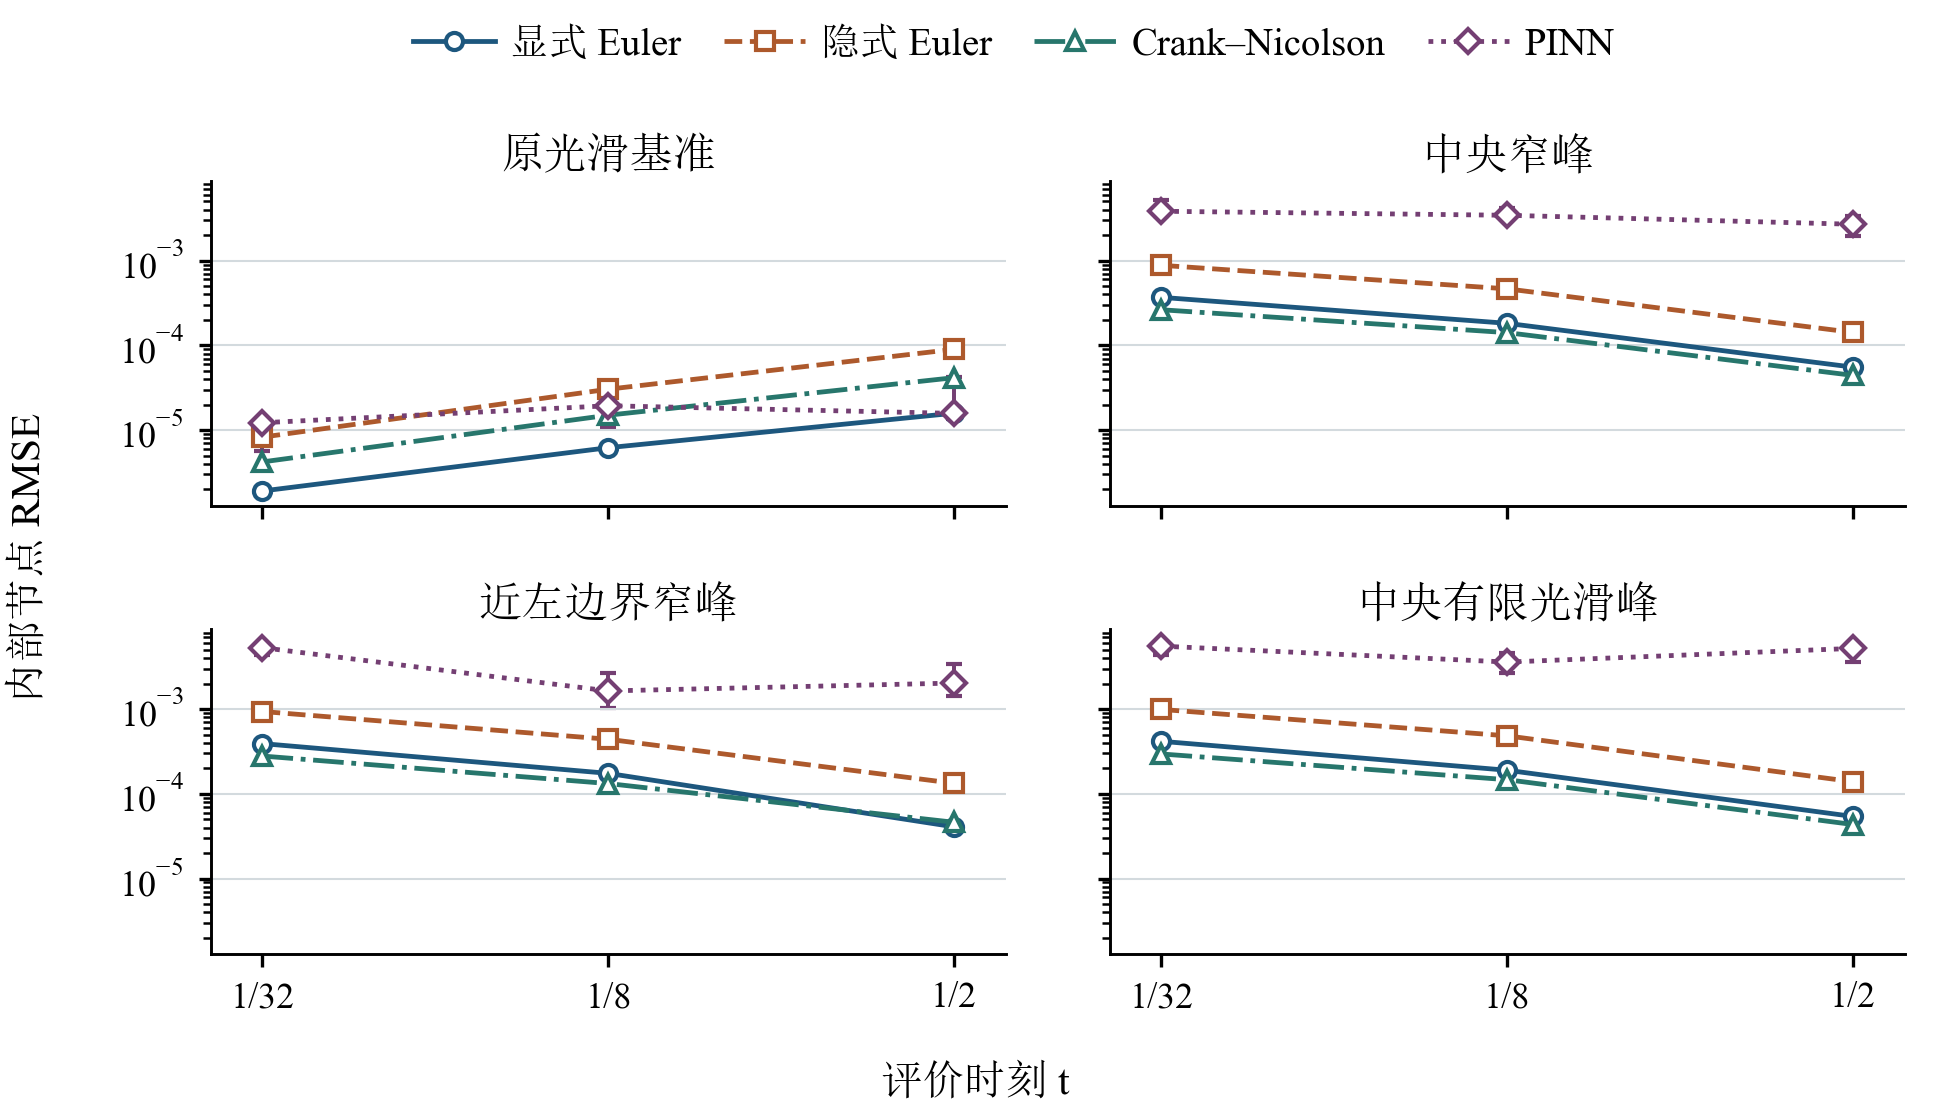 显式 Euler 隐式 Euler Crank–Nicolson PINN
原光滑基准 中央窄峰
10⁻³
10⁻⁴
10⁻⁵
近左边界窄峰 中央有限光滑峰
10⁻³
10⁻⁴
10⁻⁵
内部节点 RMSE
1/32 1/8 1/2 1/32 1/8 1/2
评价时刻 t